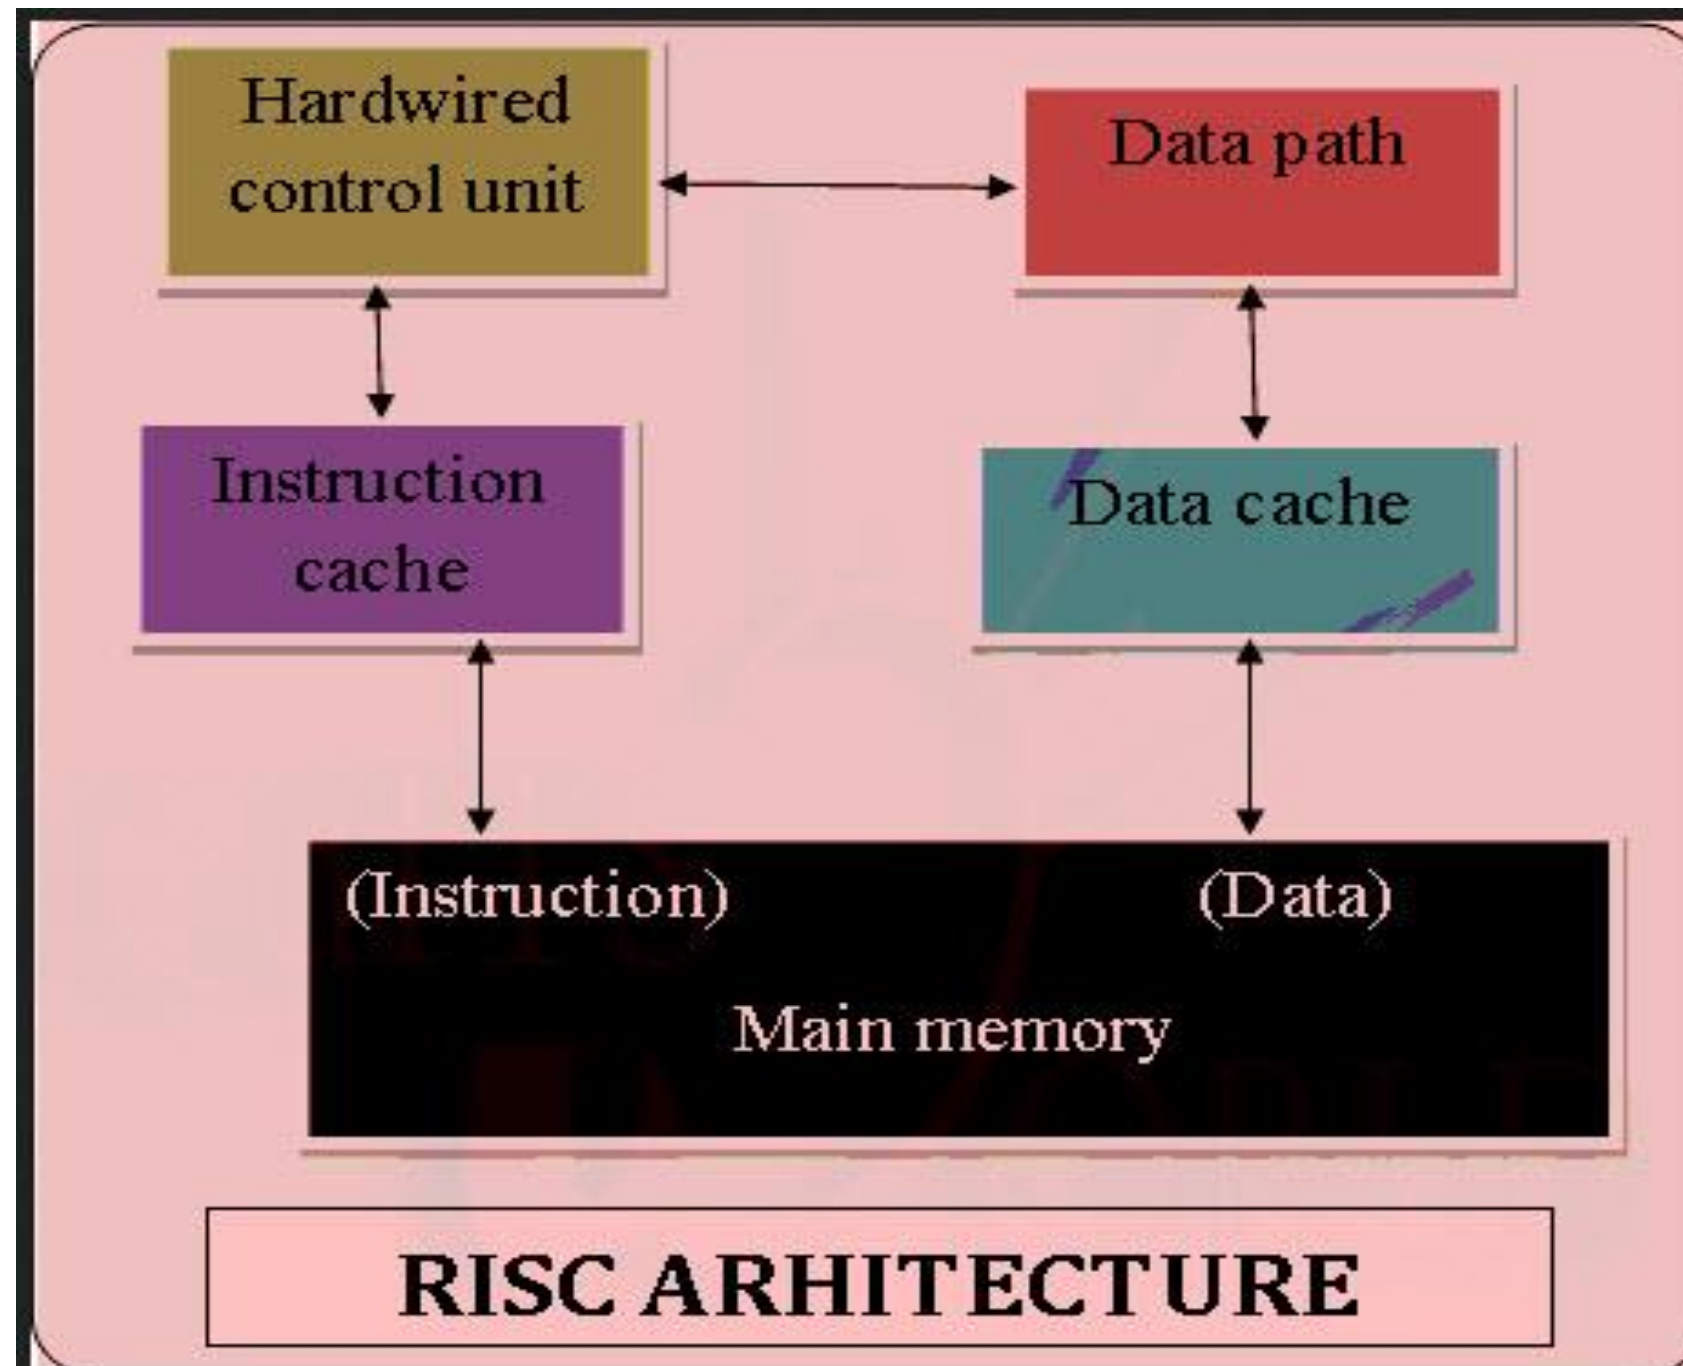 Hardwired
control unit
Data path
Instruction
cache
Data cache
(Instruction)
(Data)
Main memory
RISC ARHITECTURE